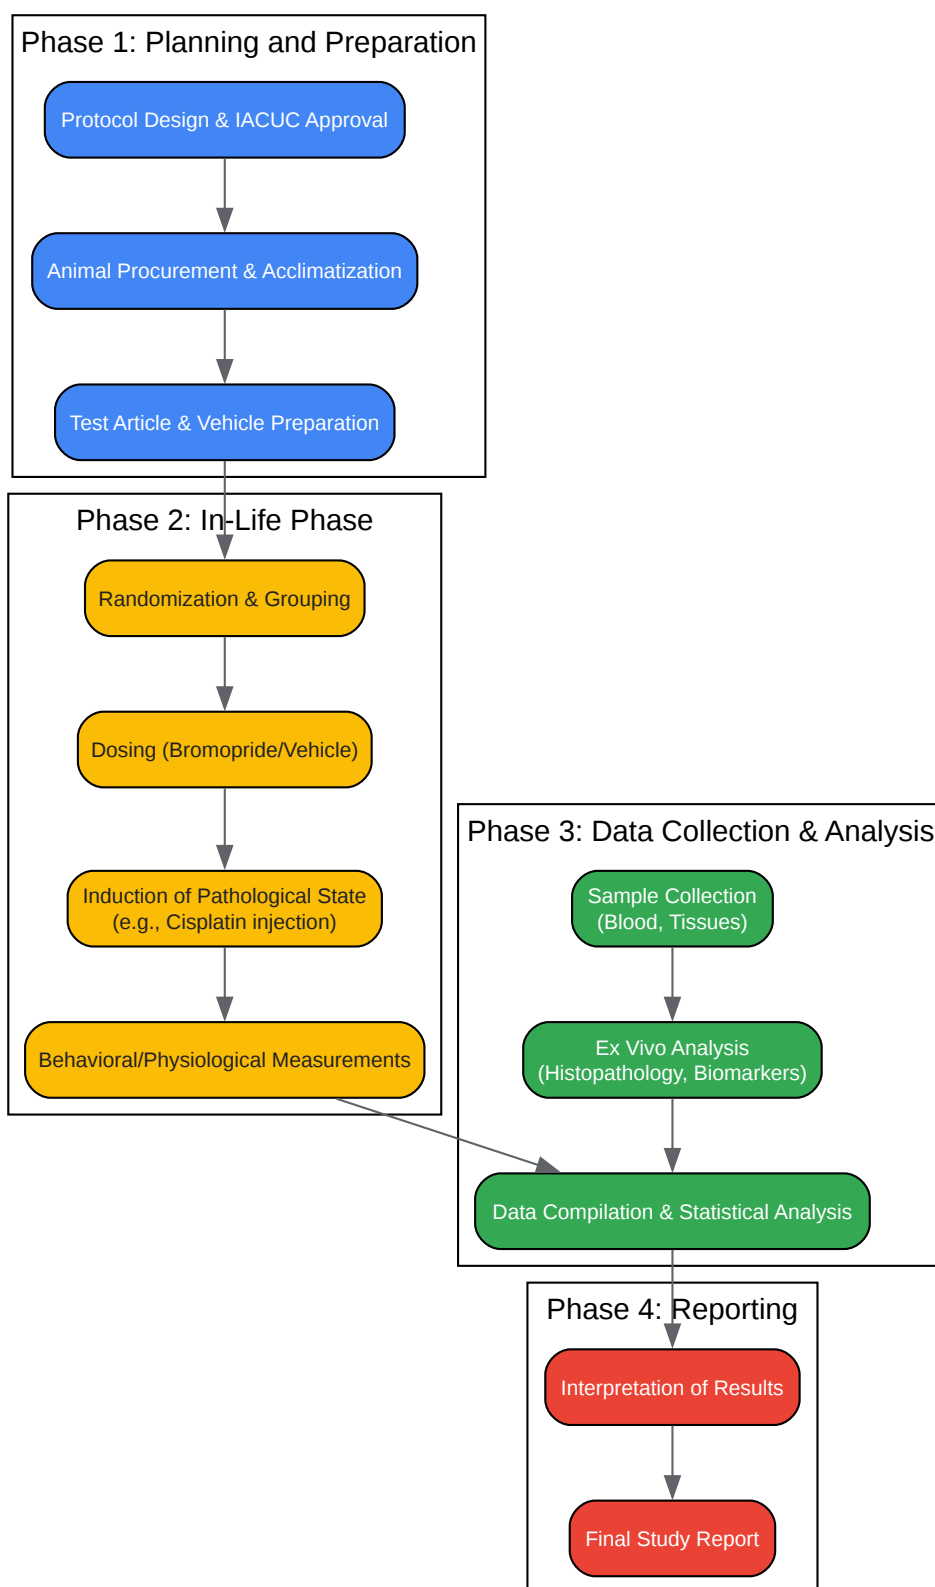 Phase 1: Planning and Preparation
Protocol Design & IACUC Approval
Animal Procurement & Acclimatization
Test Article & Vehicle Preparation
Phase 2: In-Life Phase
Randomization & Grouping
Dosing (Bromopride/Vehicle)
Induction of Pathological State
(e.g., Cisplatin injection)
Behavioral/Physiological Measurements
Phase 3: Data Collection & Analysis
Sample Collection
(Blood, Tissues)
Ex Vivo Analysis
(Histopathology, Biomarkers)
Data Compilation & Statistical Analysis
Phase 4: Reporting
Interpretation of Results
Final Study Report